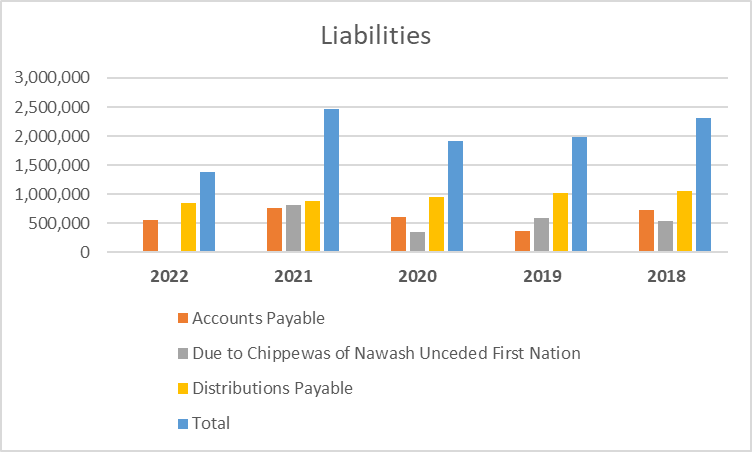 Liabilities
3,000,000
2,500,000
2,000,000
1,500,000
1,000,000
500,000
0
2022 2021 2020 2019 2018
Accounts Payable
Due to Chippewas of Nawash Unceded First Nation
Distributions Payable
Total